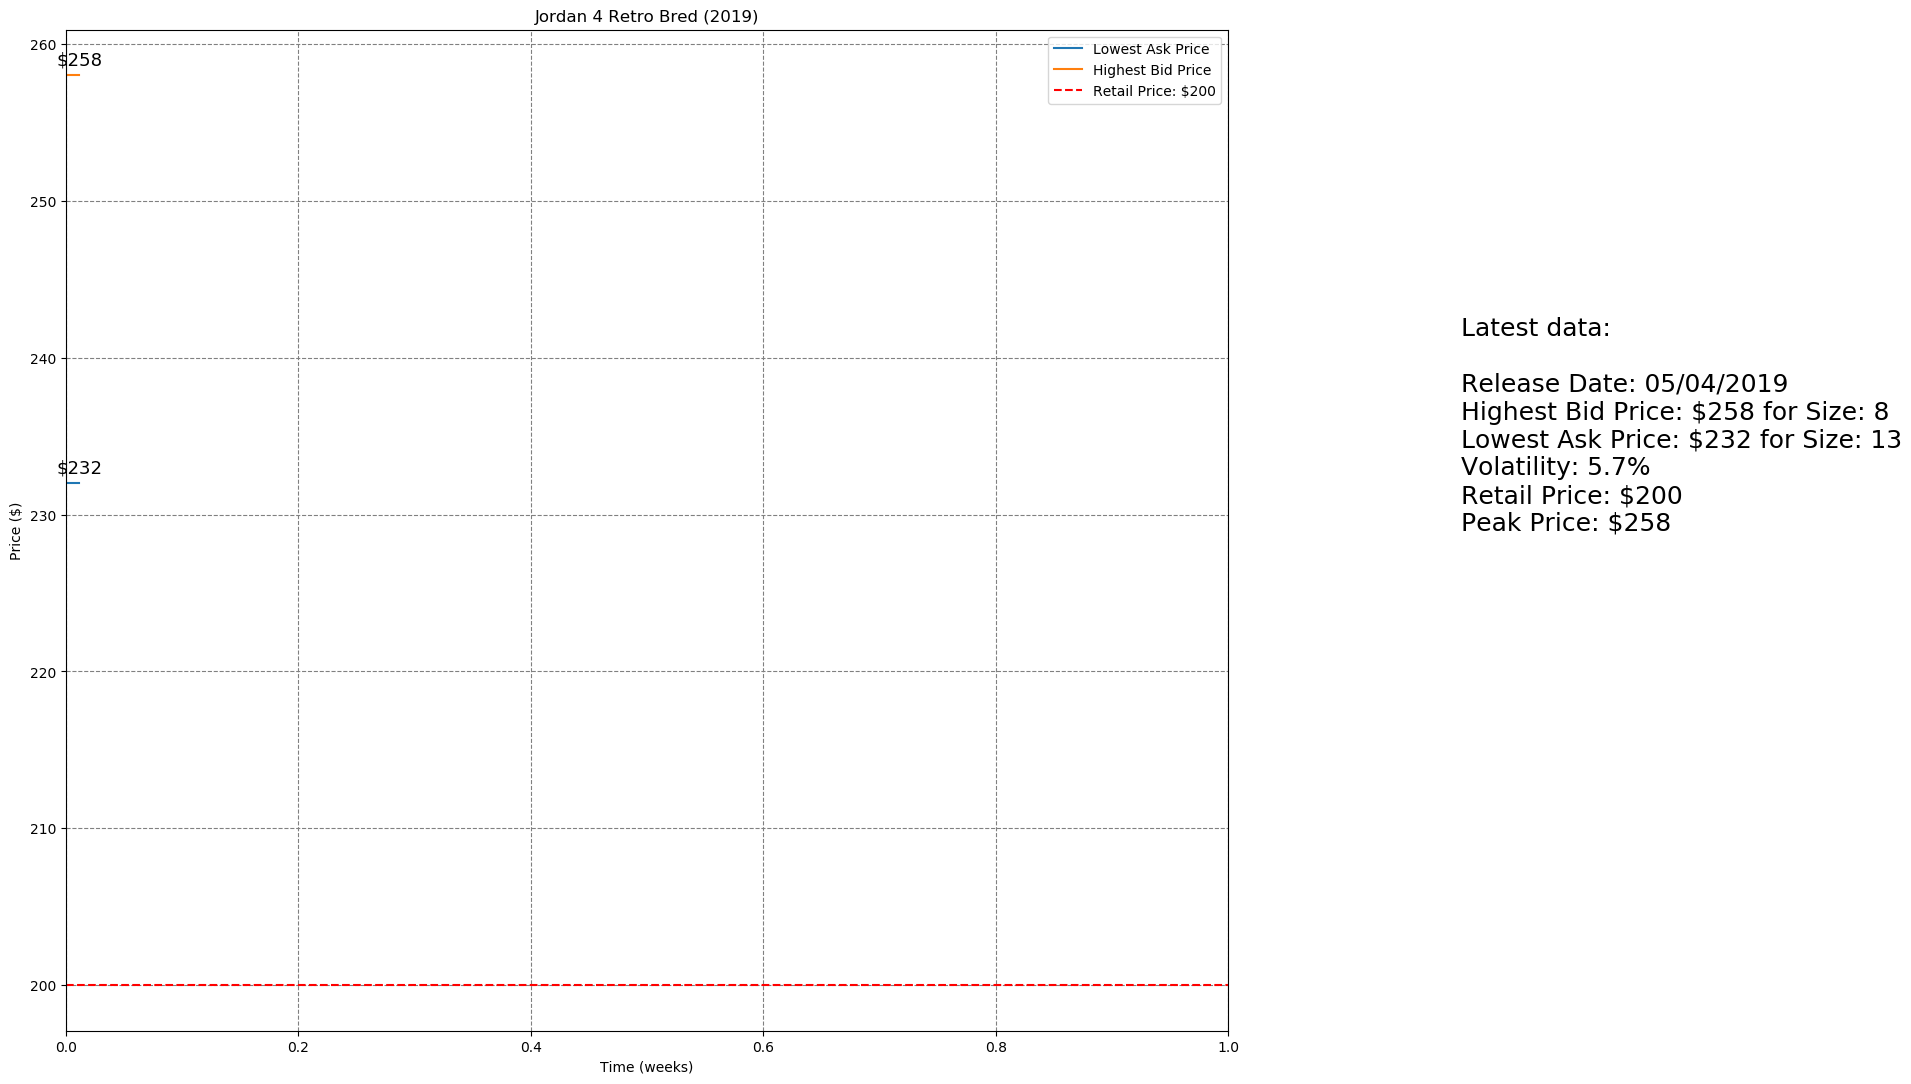 Jordan 4 Retro Bred (2019)
Lowest Ask Price
Highest Bid Price
Retail Price: $200
Price ($)
260
250
240
230
220
210
200
$258
$232
0.0
0.2
0.4
0.6
0.8
1.0
Time (weeks)
Latest data:
Release Date: 05/04/2019
Highest Bid Price: $258 for Size: 8
Lowest Ask Price: $232 for Size: 13
Volatility: 5.7%
Retail Price: $200
Peak Price: $258